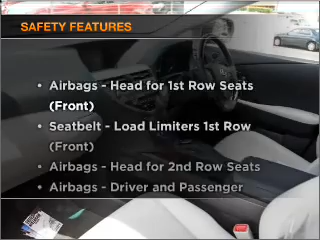 SAFETY FEATURES
• Airbags - Head for 1st Row Seats
(Front)
• Seatbelt - Load Limiters 1st Row
(Front)
• Airbags - Head for 2nd Row Seats
• Airbags - Driver and Passenger